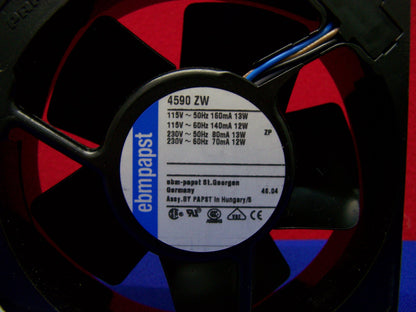 ebmpapst
4590 ZW
115V ~ 50Hz 160mA 13W
115V ~ 60Hz 140mA 12W
230V ~ 50Hz 80mA 13W
230V ~ 60Hz 70mA 12W
ZP
ebm-papst St.Georgen
Germany 46.04
Assy.BY PAPST in Hungary/5